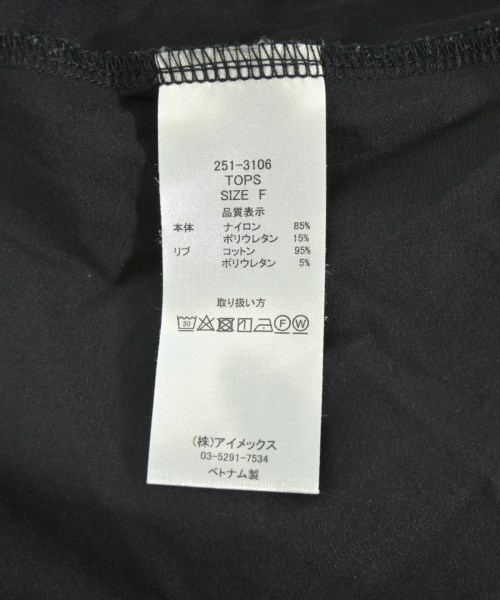 251-3106
TOPS
SIZE F
品質表示
本体 ナイロン 85%
ポリウレタン 15%
リブ コットン 95%
ポリウレタン 5%
取り扱い方
30 F W
(株)アイメックス
03-5291-7534
ベトナム製